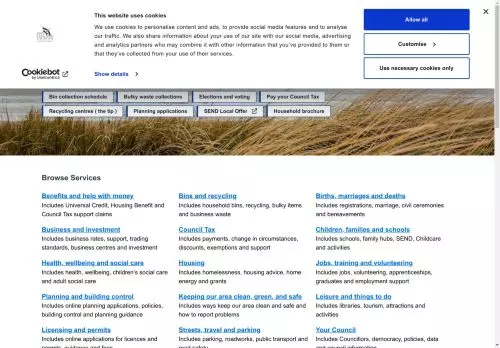 This website uses cookies
We use cookies to personalise content and ads, to provide social media features and to analyse
our traffic. We also share information about your use of our site with our social media, advertising
and analytics partners who may combine it with other information that you've provided to them or
that they've collected from your use of their services.
Show details
Allow all
Customise
Use necessary cookies only
Cookiebot
by Usercentrics
Bin collection schedule
Bulky waste collections
Elections and voting
Pay your Council Tax
Recycling centres ( the tip )
Planning applications
SEND Local Offer
Household brochure
Browse Services
Benefits and help with money
Includes Universal Credit, Housing Benefit and
Council Tax support claims
Bins and recycling
Includes household bins, recycling, bulky items
and business waste
Births, marriages and deaths
Includes registrations, marriage, civil ceremonies
and bereavements
Business and investment
Includes business rates, support, trading
standards, business centres and investment
Council Tax
Includes payments, change in circumstances,
discounts, exemptions and support
Children, families and schools
Includes schools, family hubs, SEND, Childcare
and activities
Health, wellbeing and social care
Includes health, wellbeing, children's social care
and adult social care
Housing
Includes homelessness, housing advice, home
energy and grants
Jobs, training and volunteering
Includes jobs, volunteering, apprenticeships,
graduates and employment support
Planning and building control
Includes online planning applications, policies,
building control and planning guidance
Keeping our area clean, green, and safe
Includes ways keep our area clean and safe and
how to report problems
Leisure and things to do
Includes libraries, tourism, attractions and
activities
Licensing and permits
Includes online applications for licences and
Streets, travel and parking
Includes parking, roadworks, public transport and
Your Council
Includes Councillors, democracy, policies, data